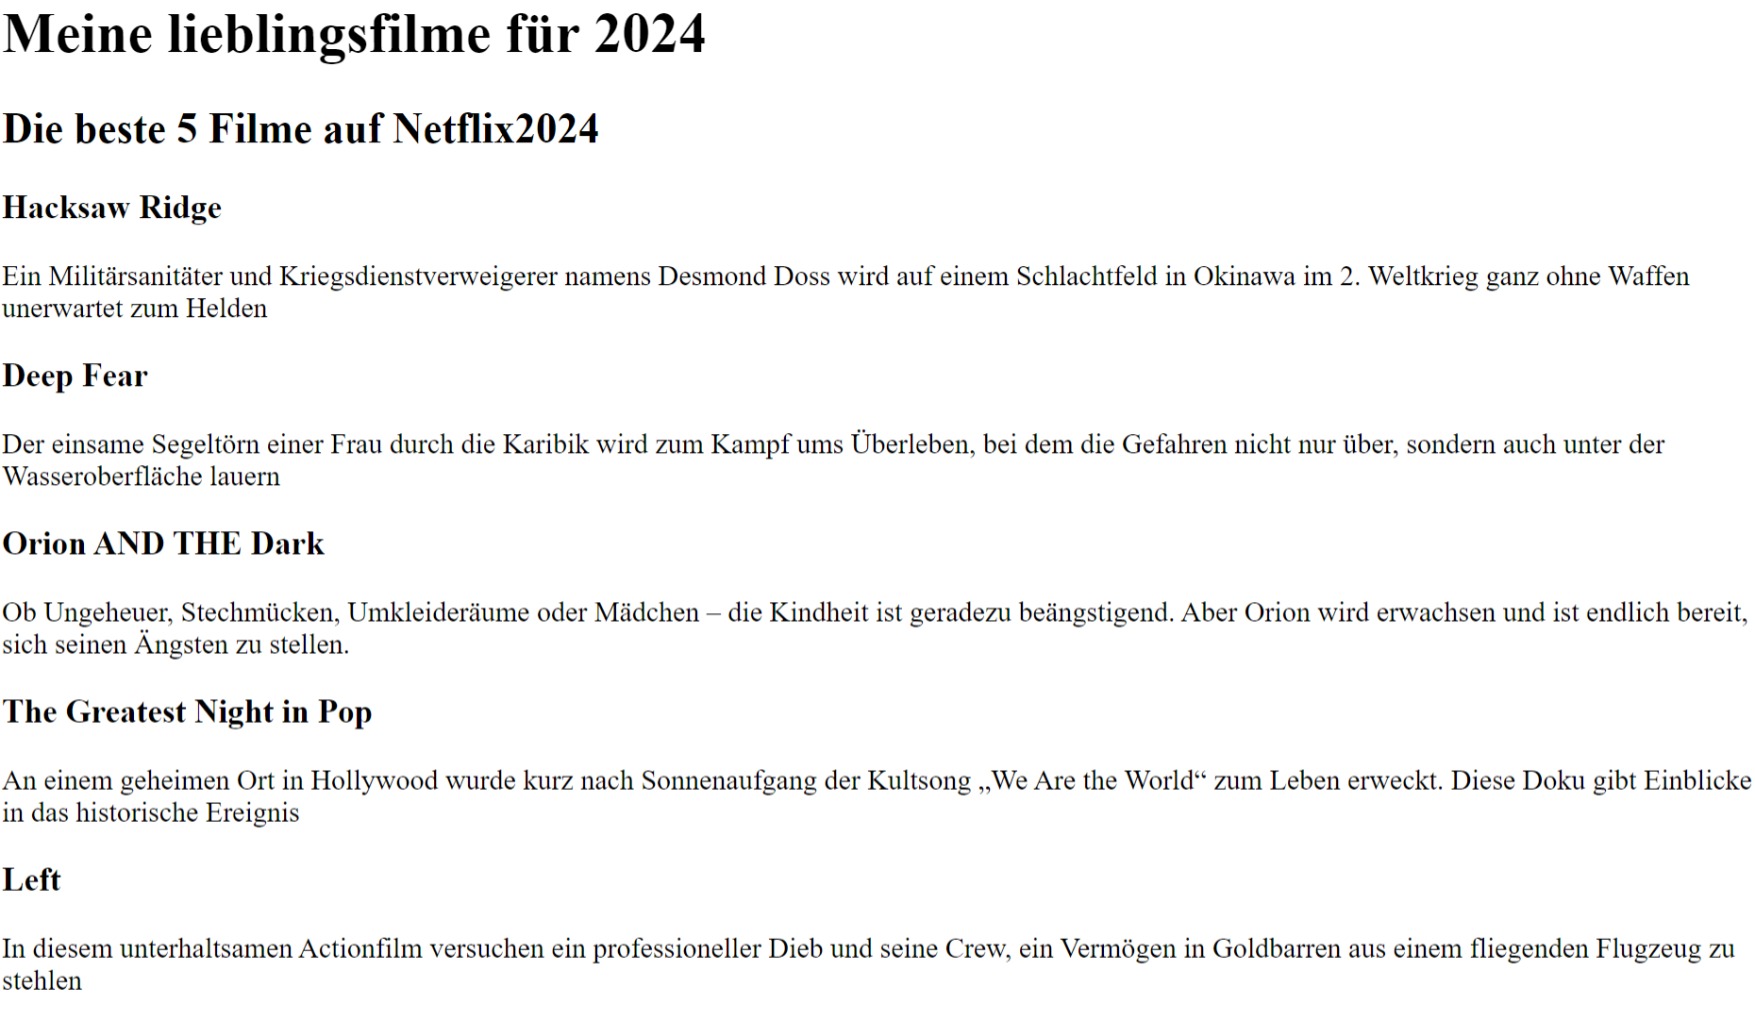 Meine lieblingsfilme für 2024
Die beste 5 Filme auf Netflix2024
Hacksaw Ridge
Ein Militärsanitäter und Kriegsdienstverweigerer namens Desmond Doss wird auf einem Schlachtfeld in Okinawa im 2. Weltkrieg ganz ohne Waffen
unerwartet zum Helden
Deep Fear
Der einsame Segeltörn einer Frau durch die Karibik wird zum Kampf ums Überleben, bei dem die Gefahren nicht nur über, sondern auch unter der
Wasseroberfläche lauern
Orion AND THE Dark
Ob Ungeheuer, Stechmücken, Umkleideräume oder Mädchen – die Kindheit ist geradezu beängstigend. Aber Orion wird erwachsen und ist endlich bereit,
sich seinen Ängsten zu stellen.
The Greatest Night in Pop
An einem geheimen Ort in Hollywood wurde kurz nach Sonnenaufgang der Kultsong „We Are the World“ zum Leben erweckt. Diese Doku gibt Einblicke
in das historische Ereignis
Left
In diesem unterhaltsamen Actionfilm versuchen ein professioneller Dieb und seine Crew, ein Vermögen in Goldbarren aus einem fliegenden Flugzeug zu
stehlen